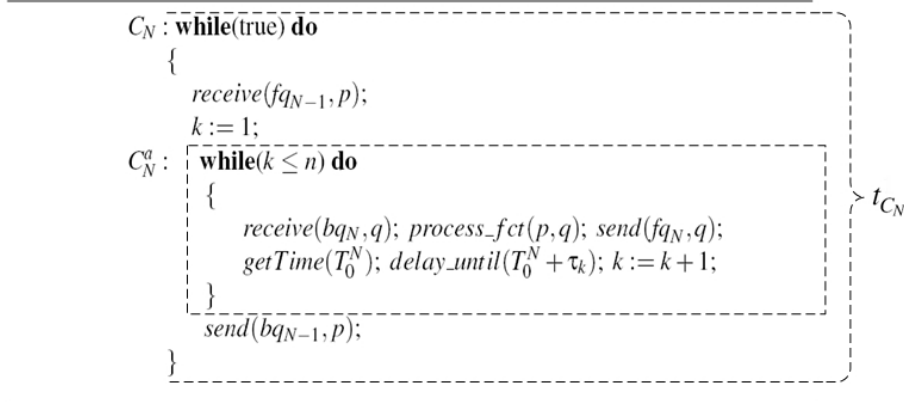 C_N : while(true) do
{
receive(fq_{N−1}, p);
k := 1;
C_N^a : while(k ≤ n) do
{
receive(bq_N, q); process_fct(p, q); send(fq_N, q);
getTime(T_0^N); delay_until(T_0^N + τ_k); k := k + 1;
}
send(bq_{N−1}, p);
}
t_{C_N}